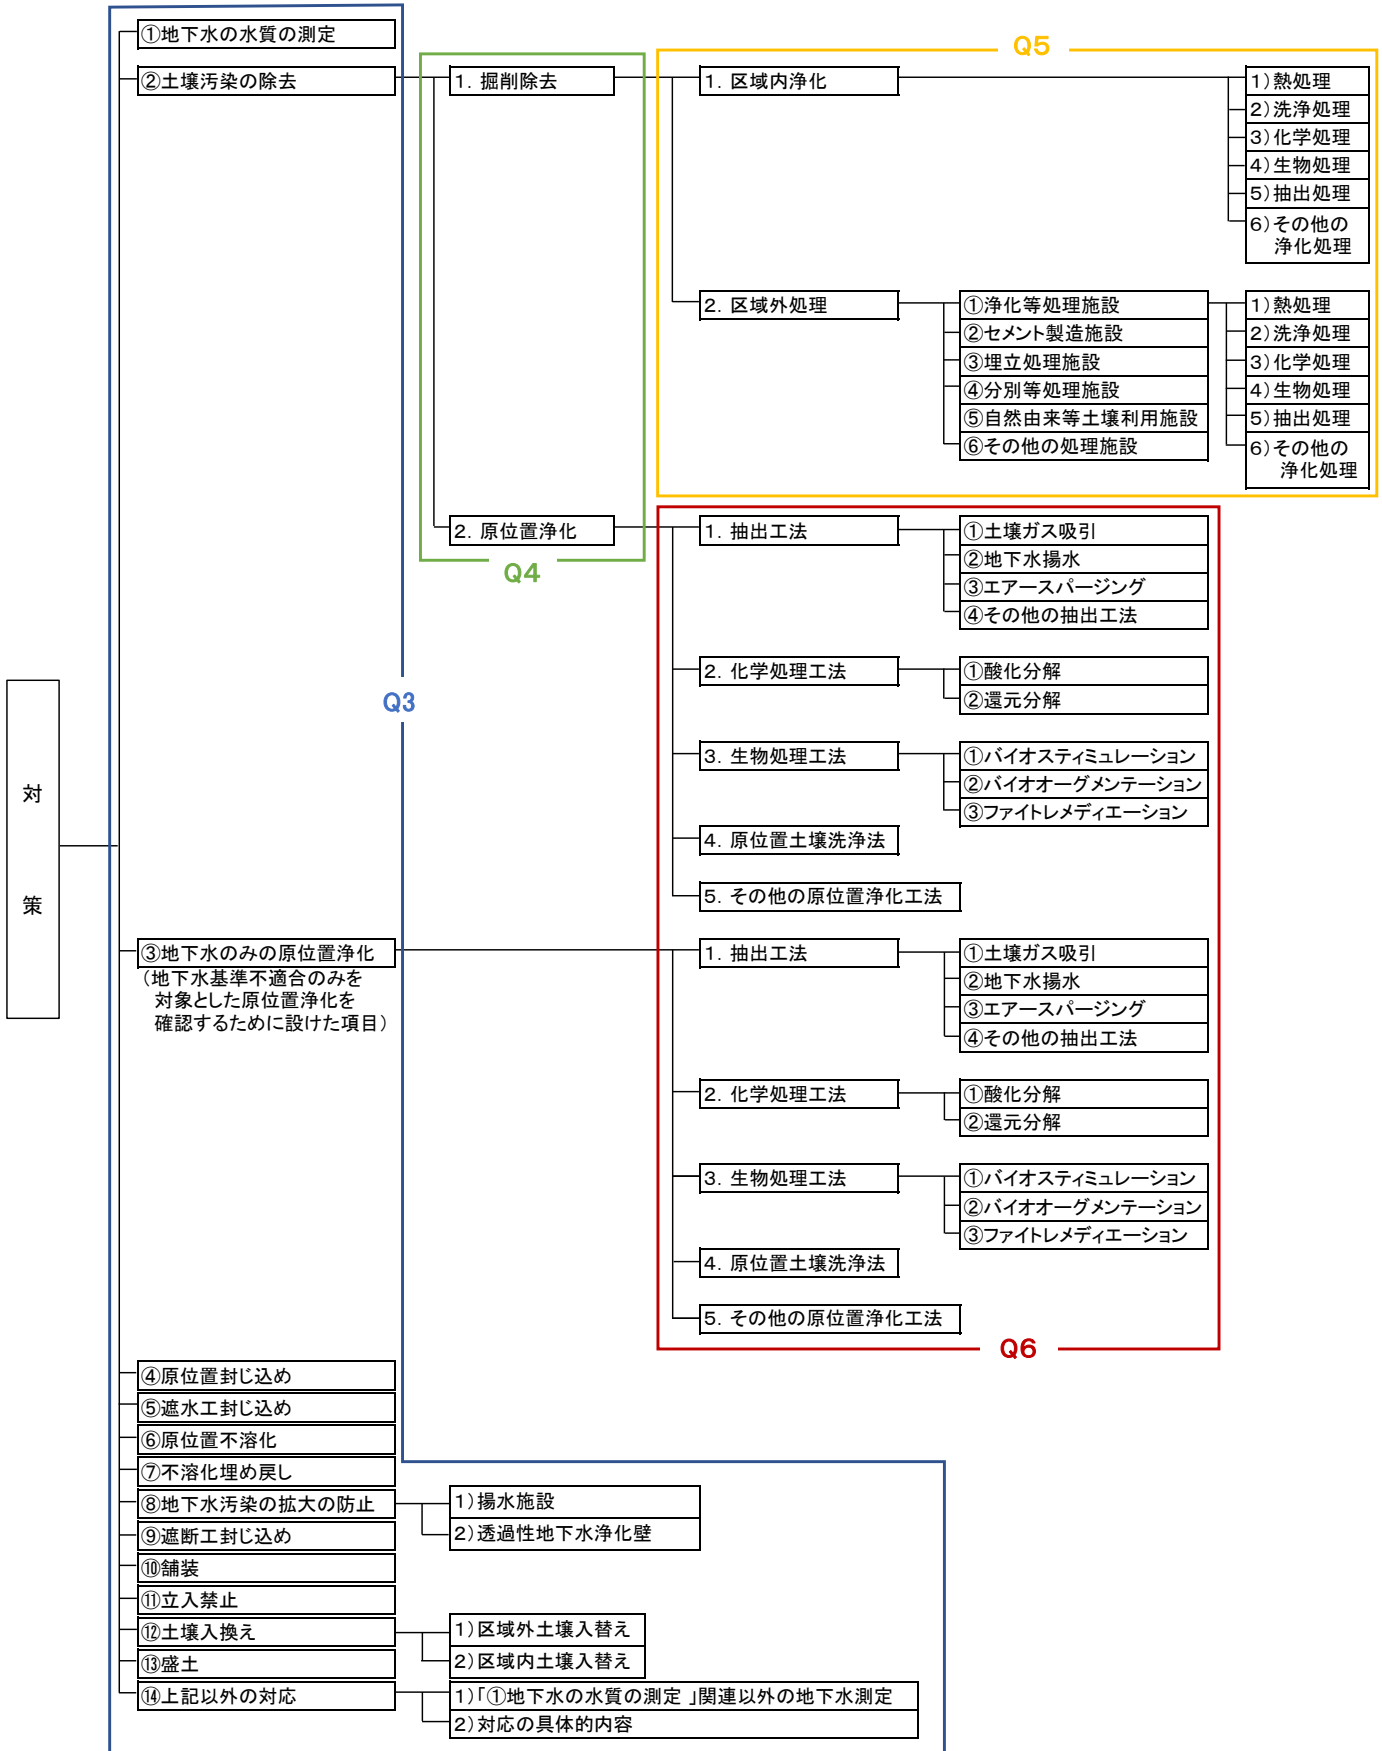 対
策
Q3
①地下水の水質の測定
②土壌汚染の除去
1. 掘削除去
Q5
1. 区域内浄化
1)熱処理
2)洗浄処理
3)化学処理
4)生物処理
5)抽出処理
6)その他の
浄化処理
2. 区域外処理
①浄化等処理施設
②セメント製造施設
③埋立処理施設
④分別等処理施設
⑤自然由来等土壌利用施設
⑥その他の処理施設
1)熱処理
2)洗浄処理
3)化学処理
4)生物処理
5)抽出処理
6)その他の
浄化処理
2. 原位置浄化
Q4
1. 抽出工法
①土壌ガス吸引
②地下水揚水
③エアースパージング
④その他の抽出工法
2. 化学処理工法
①酸化分解
②還元分解
3. 生物処理工法
①バイオスティミュレーション
②バイオオーグメンテーション
③ファイトレメディエーション
4. 原位置土壌洗浄法
5. その他の原位置浄化工法
③地下水のみの原位置浄化
(地下水基準不適合のみを
対象とした原位置浄化を
確認するために設けた項目)
1. 抽出工法
①土壌ガス吸引
②地下水揚水
③エアースパージング
④その他の抽出工法
2. 化学処理工法
①酸化分解
②還元分解
3. 生物処理工法
①バイオスティミュレーション
②バイオオーグメンテーション
③ファイトレメディエーション
4. 原位置土壌洗浄法
5. その他の原位置浄化工法
Q6
④原位置封じ込め
⑤遮水工封じ込め
⑥原位置不溶化
⑦不溶化埋め戻し
⑧地下水汚染の拡大の防止
1)揚水施設
2)透過性地下水浄化壁
⑨遮断工封じ込め
⑩舗装
⑪立入禁止
⑫土壌入換え
1)区域外土壌入替え
2)区域内土壌入替え
⑬盛土
⑭上記以外の対応
1)「①地下水の水質の測定 」関連以外の地下水測定
2)対応の具体的内容